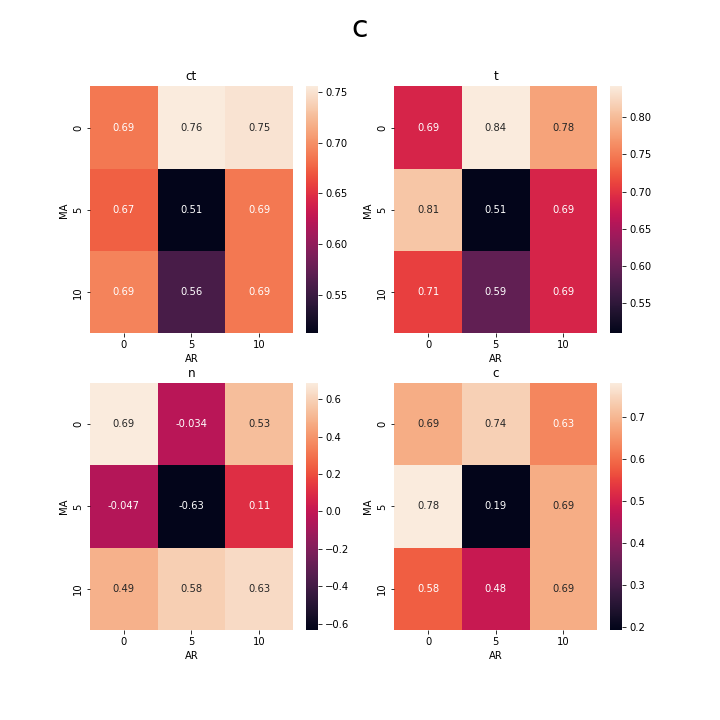 c
ct
0.69 0.76 0.75
0.67 0.51 0.69
0.69 0.56 0.69
0 5 10
MA
0 5 10
AR
0.75
0.70
0.65
0.60
0.55
t
0.69 0.84 0.78
0.81 0.51 0.69
0.71 0.59 0.69
0 5 10
MA
0 5 10
AR
0.80
0.75
0.70
0.65
0.60
0.55
n
0.69 -0.034 0.53
-0.047 -0.63 0.11
0.49 0.58 0.63
0 5 10
MA
0 5 10
AR
0.6
0.4
0.2
0.0
−0.2
−0.4
−0.6
c
0.69 0.74 0.63
0.78 0.19 0.69
0.58 0.48 0.69
0 5 10
MA
0 5 10
AR
0.7
0.6
0.5
0.4
0.3
0.2